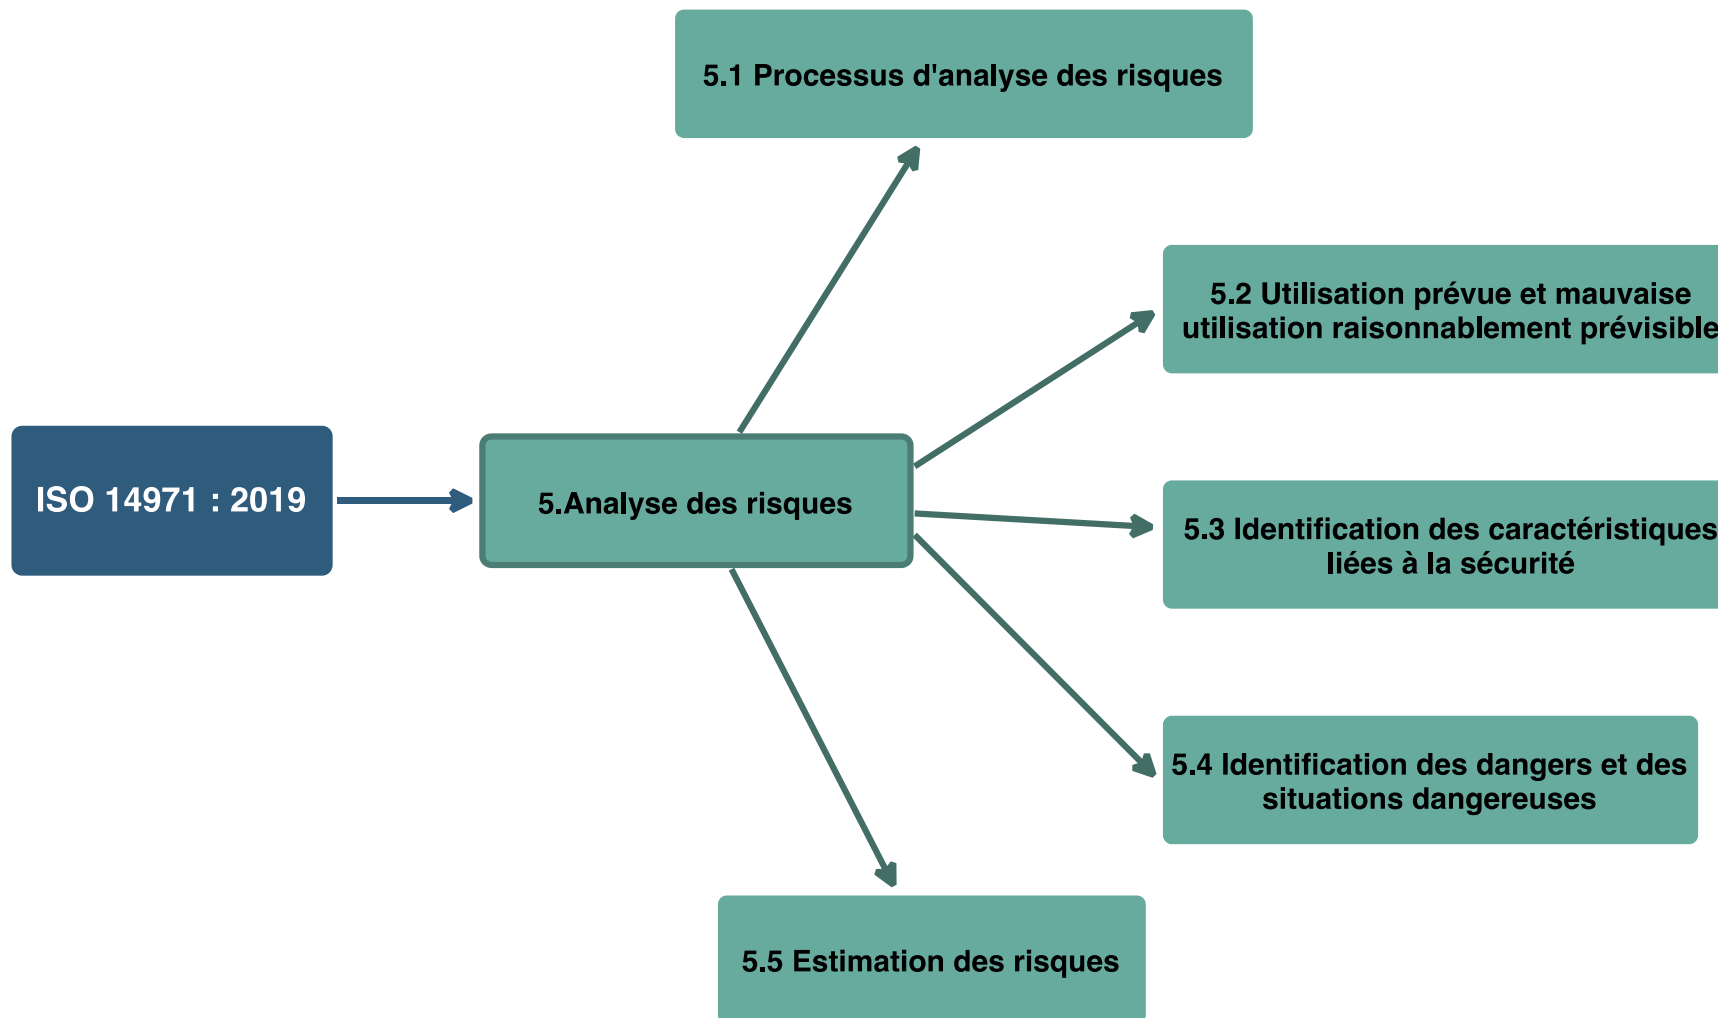 5.1 Processus d'analyse des risques
5.2 Utilisation prévue et mauvaise
utilisation raisonnablement prévisible
ISO 14971 : 2019
5.Analyse des risques
5.3 Identification des caractéristiques
liées à la sécurité
5.4 Identification des dangers et des
situations dangereuses
5.5 Estimation des risques